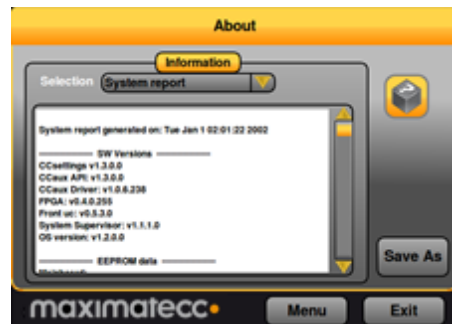 About
Information
Selection System report
System report generated on: Tue Jan 1 02:01:22 2002
SW Versions
CCsettings v1.3.0.0
CCaux API: v1.3.0.0
CCaux Driver: v1.0.6.238
FPGA: v0.4.0.255
Front uc: v0.5.3.0
System Supervisor: v1.1.1.0
OS version: v1.2.0.0
EEPROM data
Save As
maximatecc
Menu
Exit